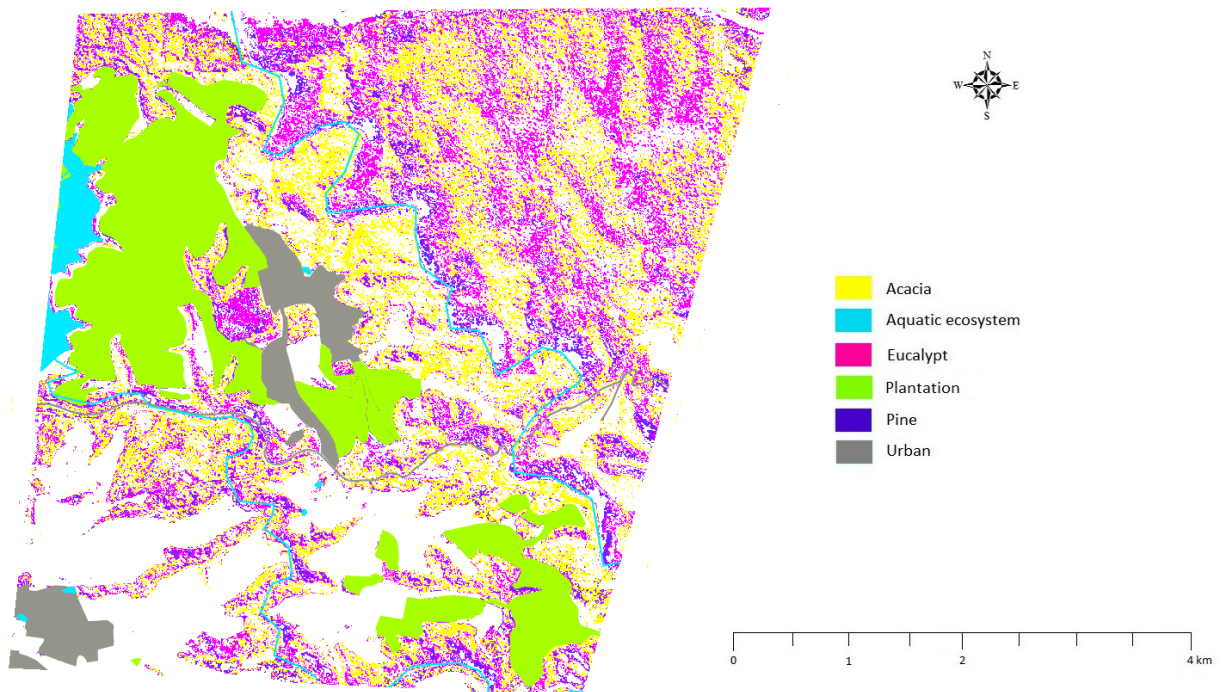 N
W E
S
Acacia
Aquatic ecosystem
Eucalypt
Plantation
Pine
Urban
0 1 2 4 km